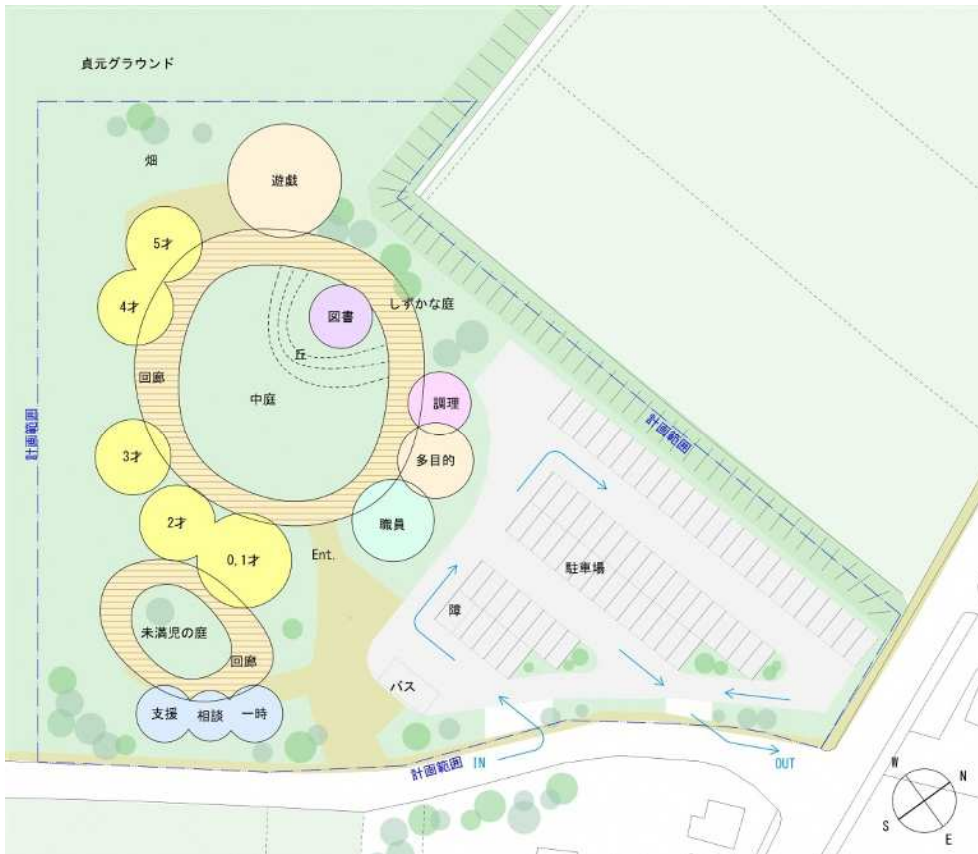 貞元グラウンド
畑
遊戯
5才
4才
しずかな庭
図書
丘
回廊
中庭
調理
計画範囲
計画範囲
3才
多目的
2才
職員
0,1才
Ent.
駐車場
障
未満児の庭
回廊
バス
支援
相談
一時
計画範囲
IN
OUT
W
N
S
E